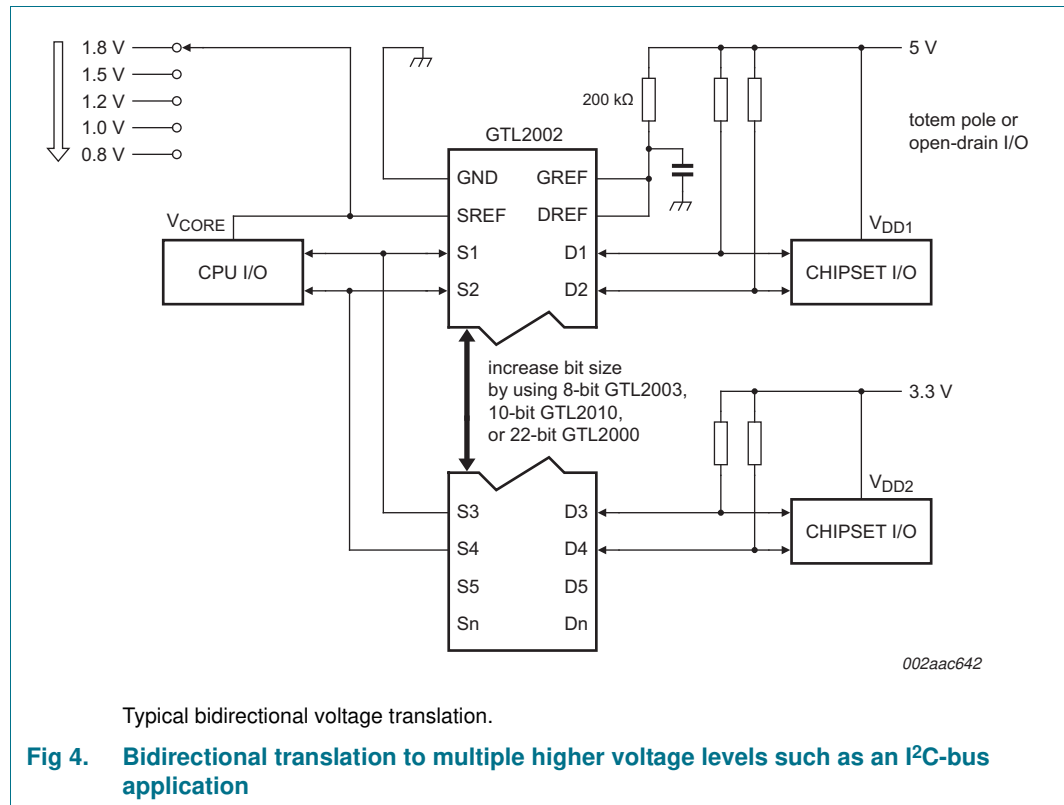 1.8 V
1.5 V
1.2 V
1.0 V
0.8 V
5 V
200 kΩ
totem pole or
open-drain I/O
GTL2002
GND GREF
SREF DREF
S1 D1
S2 D2
VCORE
CPU I/O
VDD1
CHIPSET I/O
increase bit size
by using 8-bit GTL2003,
10-bit GTL2010,
or 22-bit GTL2000
3.3 V
VDD2
CHIPSET I/O
S3 D3
S4 D4
S5 D5
Sn Dn
002aac642
Typical bidirectional voltage translation.
Fig 4. Bidirectional translation to multiple higher voltage levels such as an I²C-bus
application